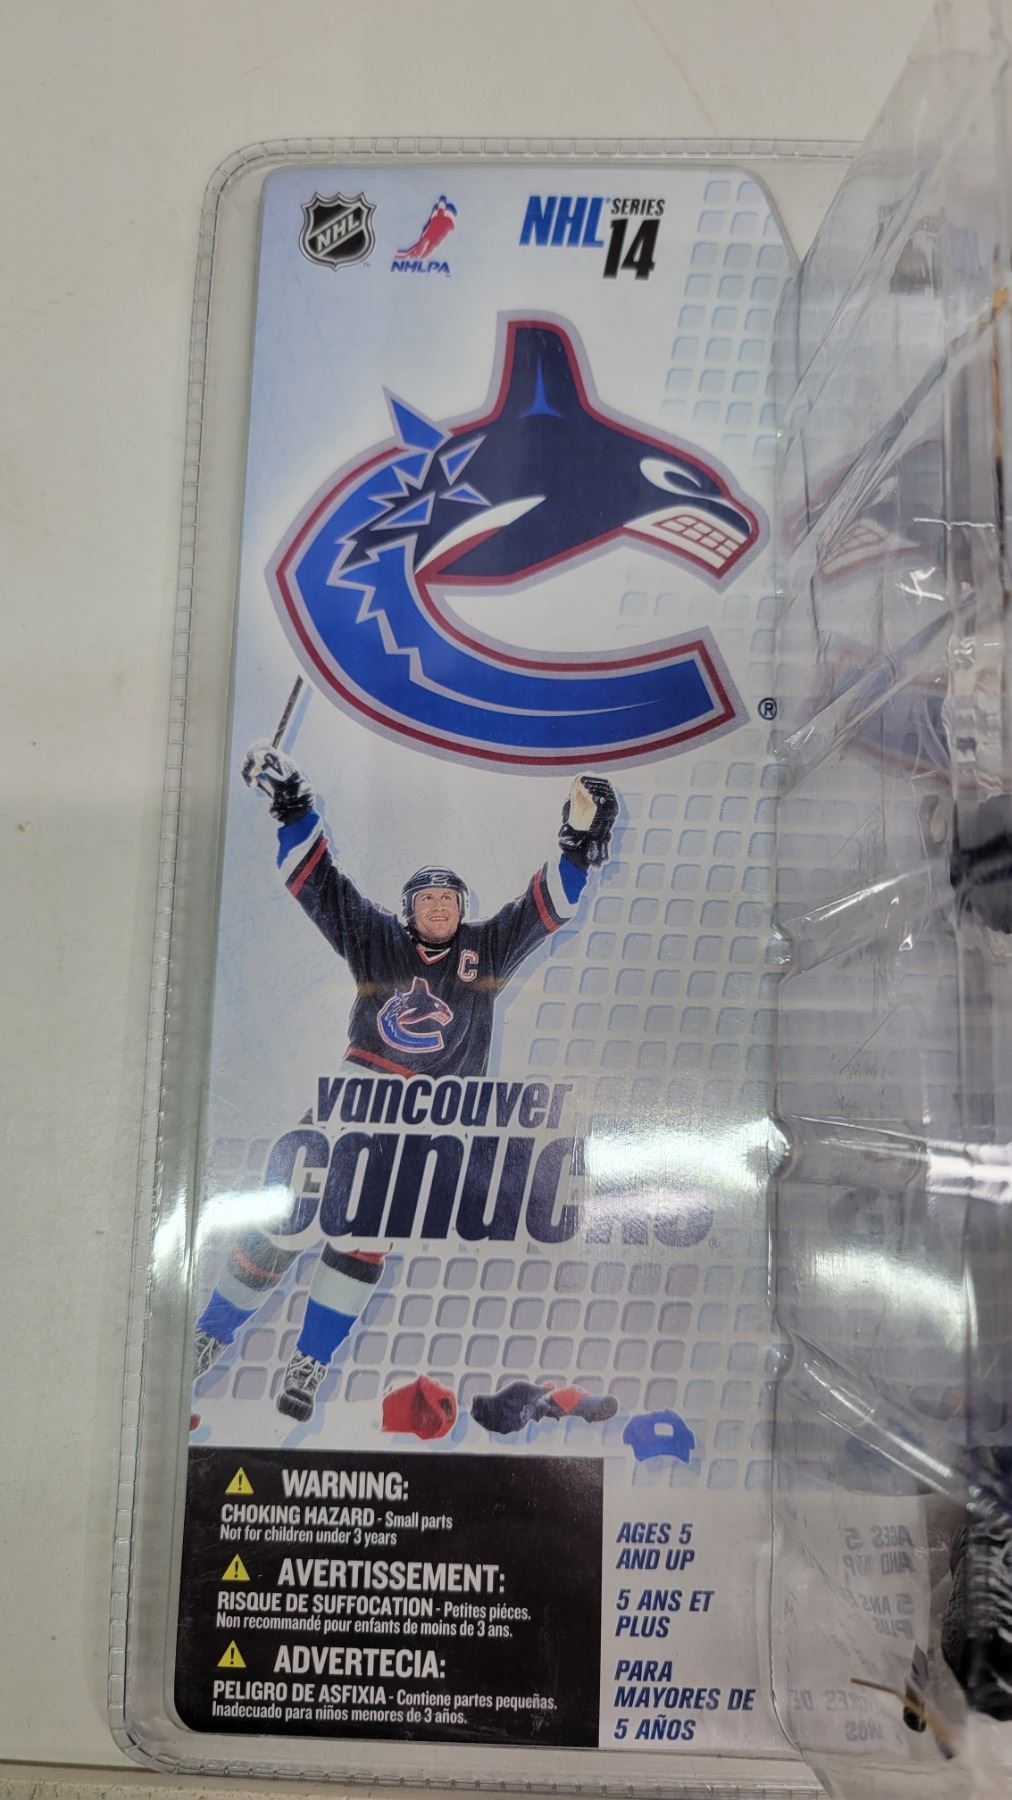 NHL
NHLPA
NHL SERIES 14
®
C
vancouver
canucks
WARNING:
CHOKING HAZARD - Small parts
Not for children under 3 years
AVERTISSEMENT:
RISQUE DE SUFFOCATION - Petites piéces.
Non recommandé pour enfants de moins de 3 ans.
ADVERTECIA:
PELIGRO DE ASFIXIA - Contiene partes pequeñas.
Inadecuado para niños menores de 3 años.
AGES 5
AND UP
5 ANS ET
PLUS
PARA
MAYORES DE
5 AÑOS